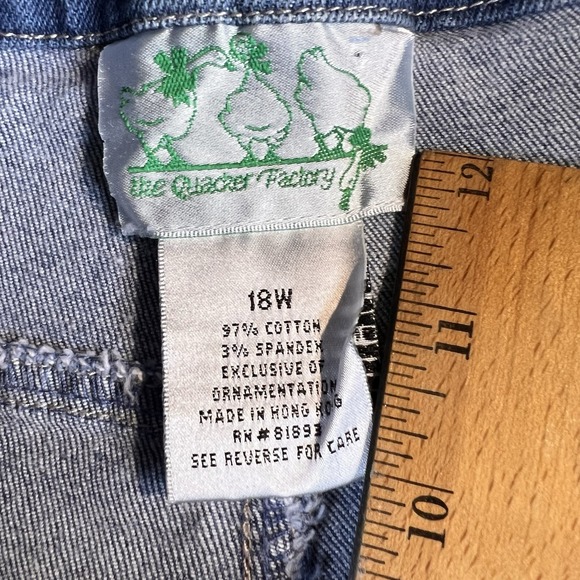 the Quacker Factory
18W
97% COTTON
3% SPANDEX
EXCLUSIVE OF
ORNAMENTATION
MADE IN HONG KONG
RN#81893
SEE REVERSE FOR CARE
12
11
10